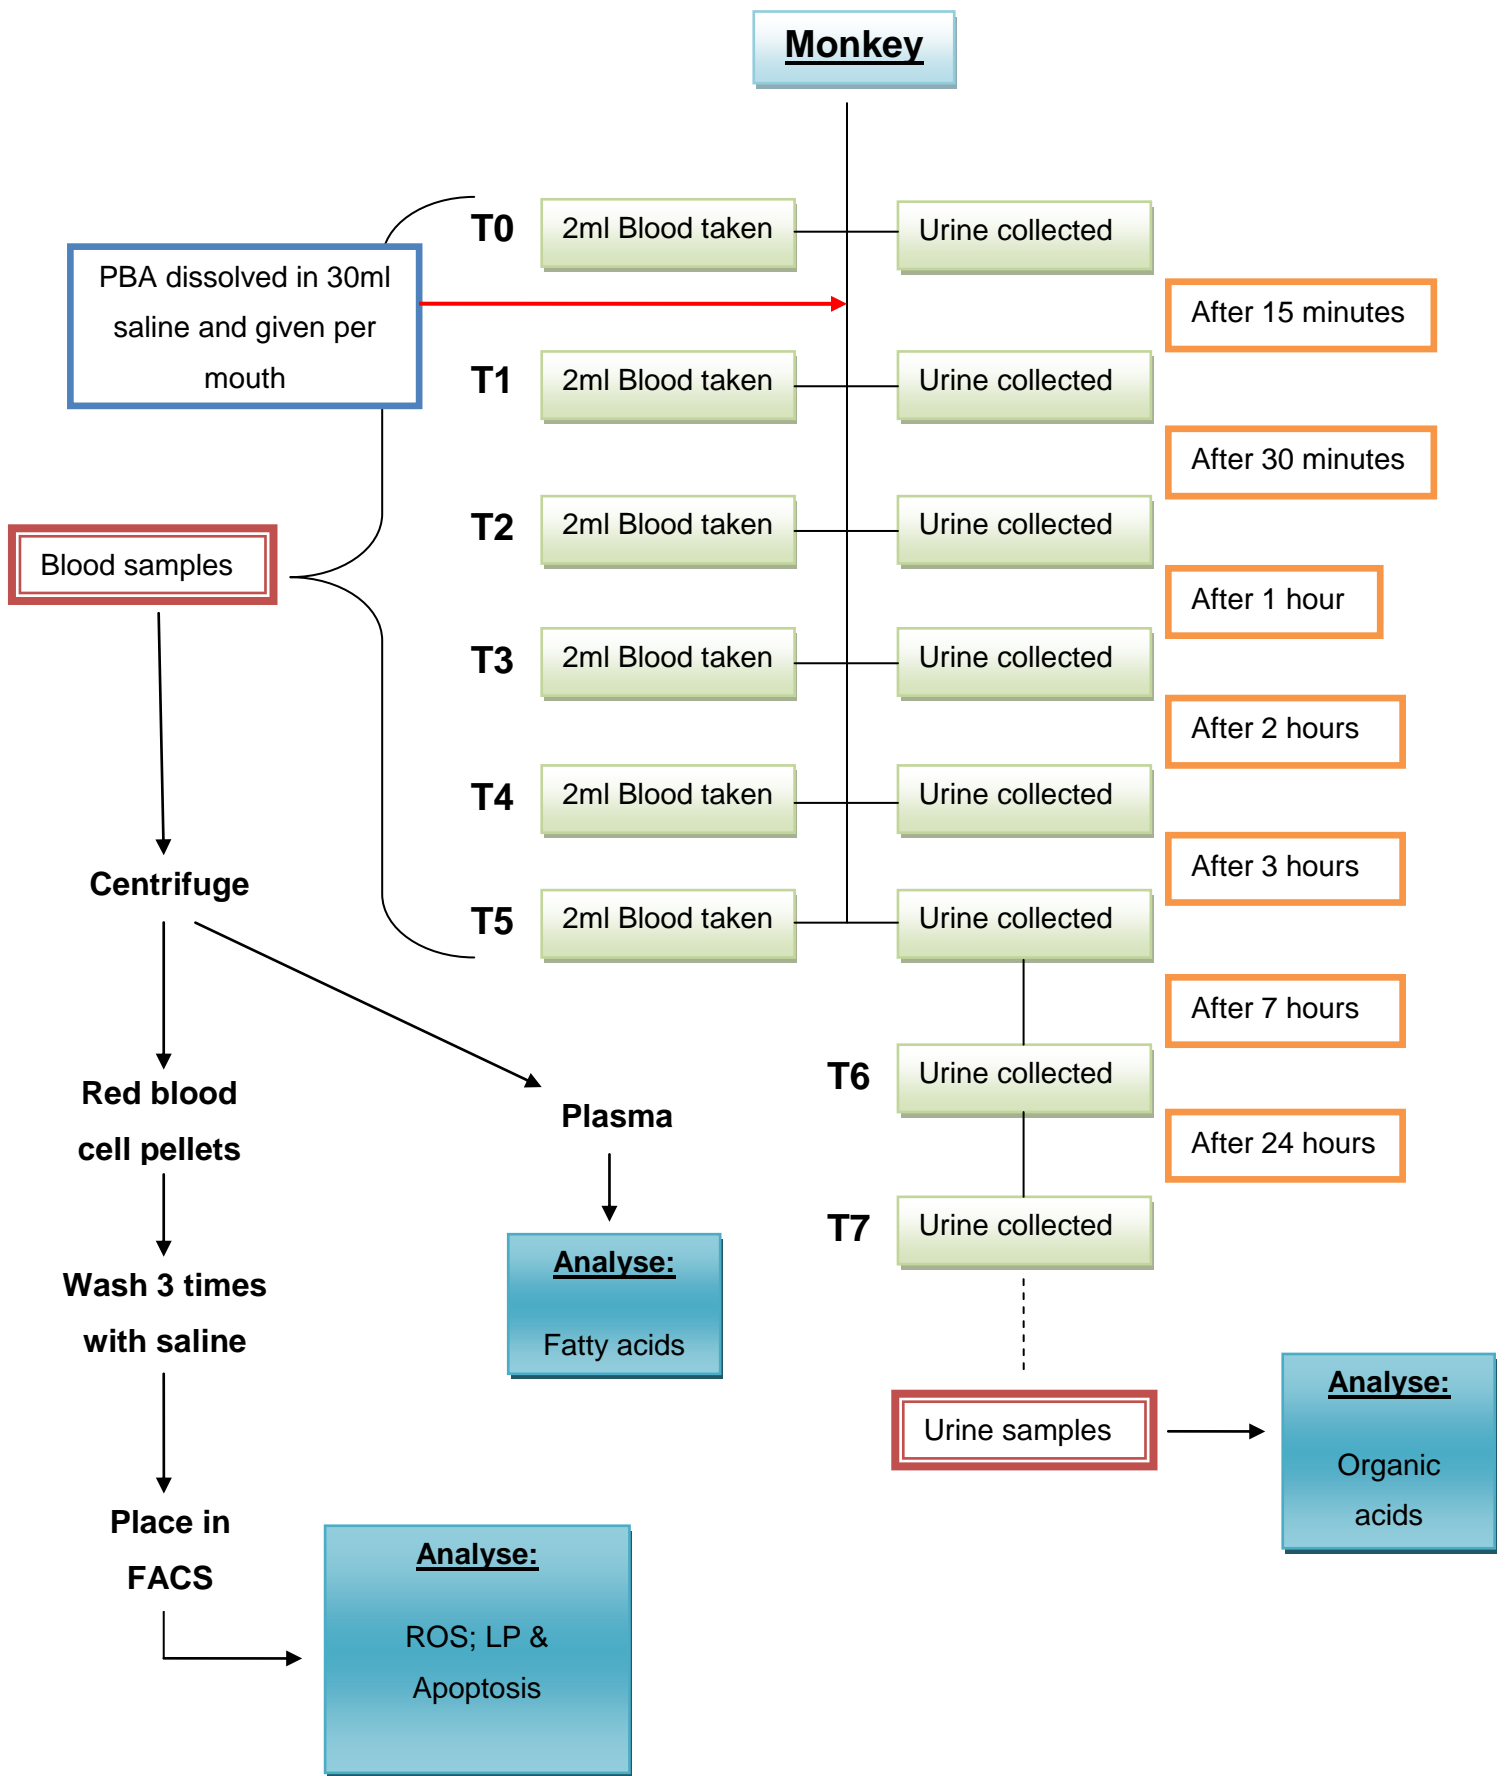 Monkey
T0
2ml Blood taken
Urine collected
PBA dissolved in 30ml
saline and given per
mouth
After 15 minutes
T1
2ml Blood taken
Urine collected
After 30 minutes
T2
2ml Blood taken
Urine collected
Blood samples
After 1 hour
T3
2ml Blood taken
Urine collected
After 2 hours
T4
2ml Blood taken
Urine collected
After 3 hours
Centrifuge
T5
2ml Blood taken
Urine collected
After 7 hours
T6
Urine collected
Red blood
cell pellets
Plasma
After 24 hours
T7
Urine collected
Wash 3 times
with saline
Analyse:
Fatty acids
Urine samples
Analyse:
Organic
acids
Place in
FACS
Analyse:
ROS; LP &
Apoptosis